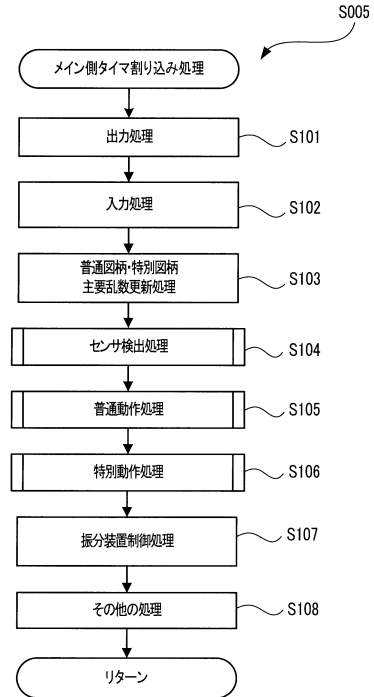 S005
メイン側タイマ割り込み処理
出力処理
S101
入力処理
S102
普通図柄・特別図柄
主要乱数更新処理
S103
センサ検出処理
S104
普通動作処理
S105
特別動作処理
S106
振分装置制御処理
S107
その他の処理
S108
リターン